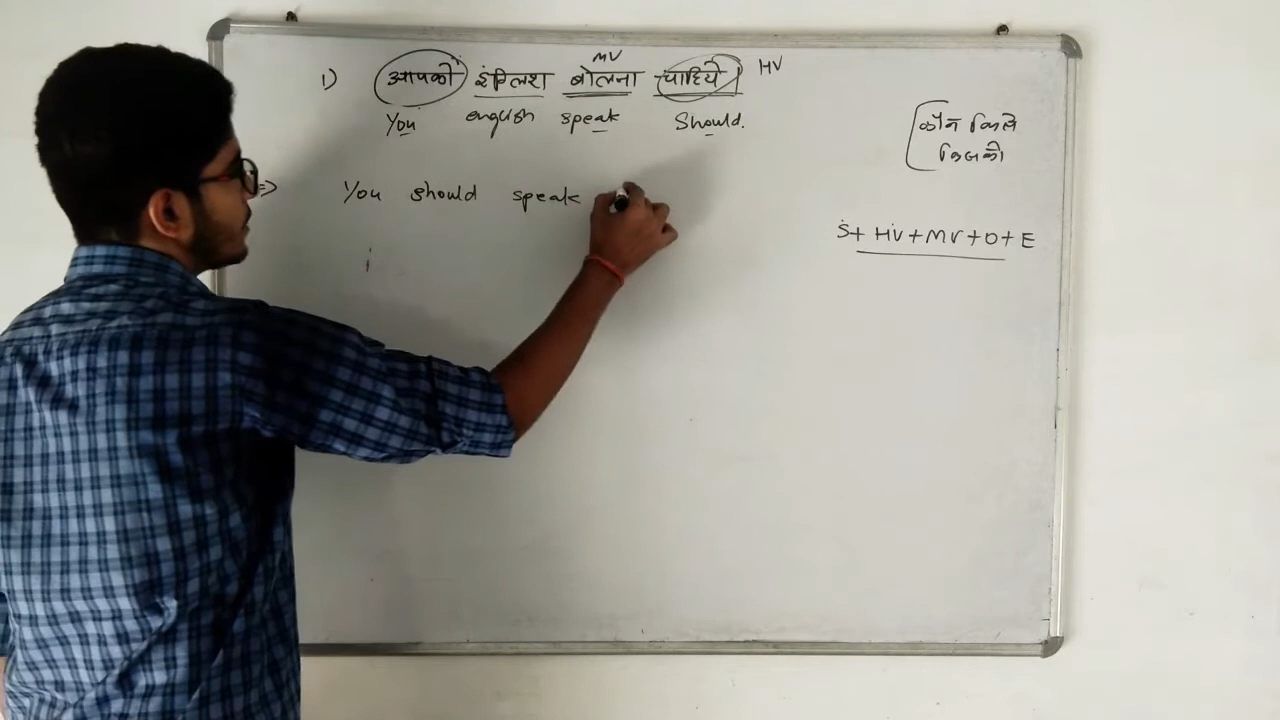 MV
1) आपको इंग्लिश बोलना चाहिये HV
You english speak Should.
कौन किसे
किसको
⇒ You should speak
S+ HV+MV+O+E